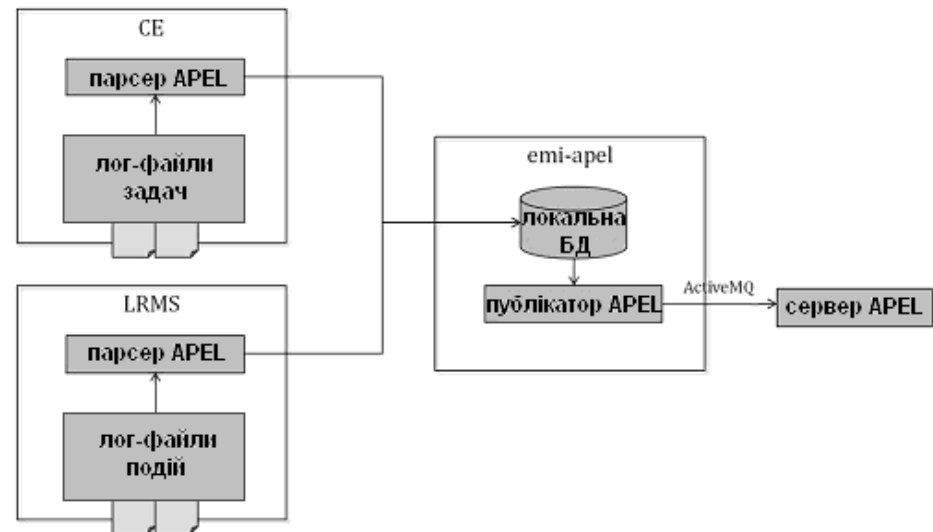 CE
парсер APEL
лог-файли
задач
LRMS
парсер APEL
лог-файли
подій
emi-apel
локальна
БД
публікатор APEL
ActiveMQ
сервер APEL